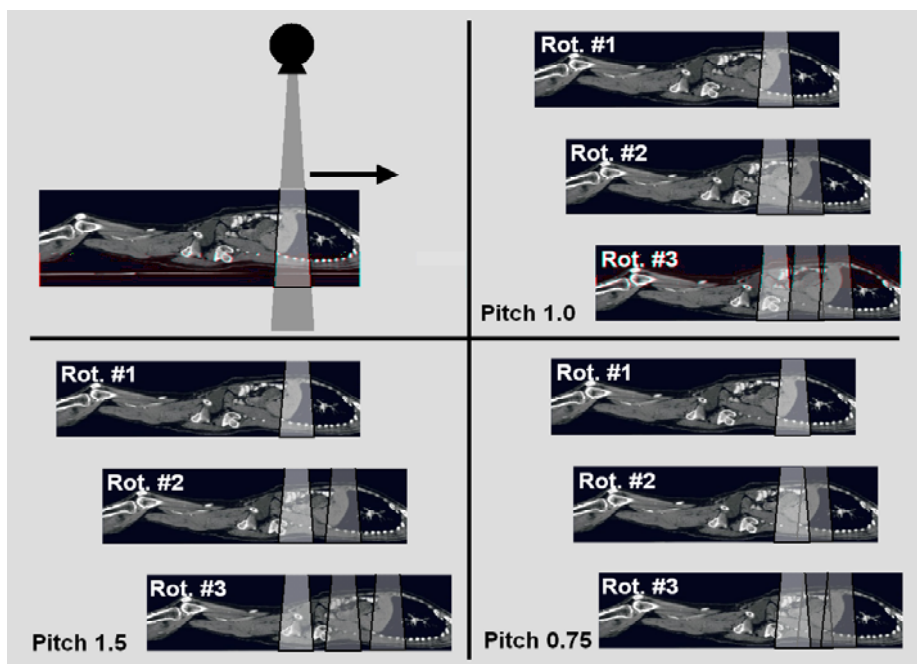 Rot. #1
Rot. #2
Rot. #3
Pitch 1.0
Rot. #1
Rot. #2
Rot. #3
Pitch 1.5
Rot. #1
Rot. #2
Rot. #3
Pitch 0.75